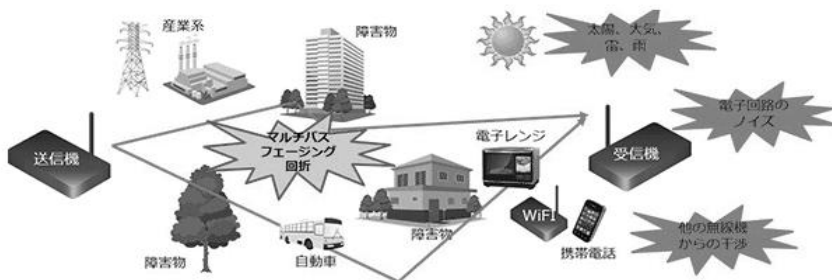 産業系
障害物
太陽、大気、
雷、雨
電子回路の
ノイズ
送信機
マルチパス
フェージング
回折
電子レンジ
受信機
WiFI
障害物
自動車
障害物
携帯電話
他の無線機
からの干渉